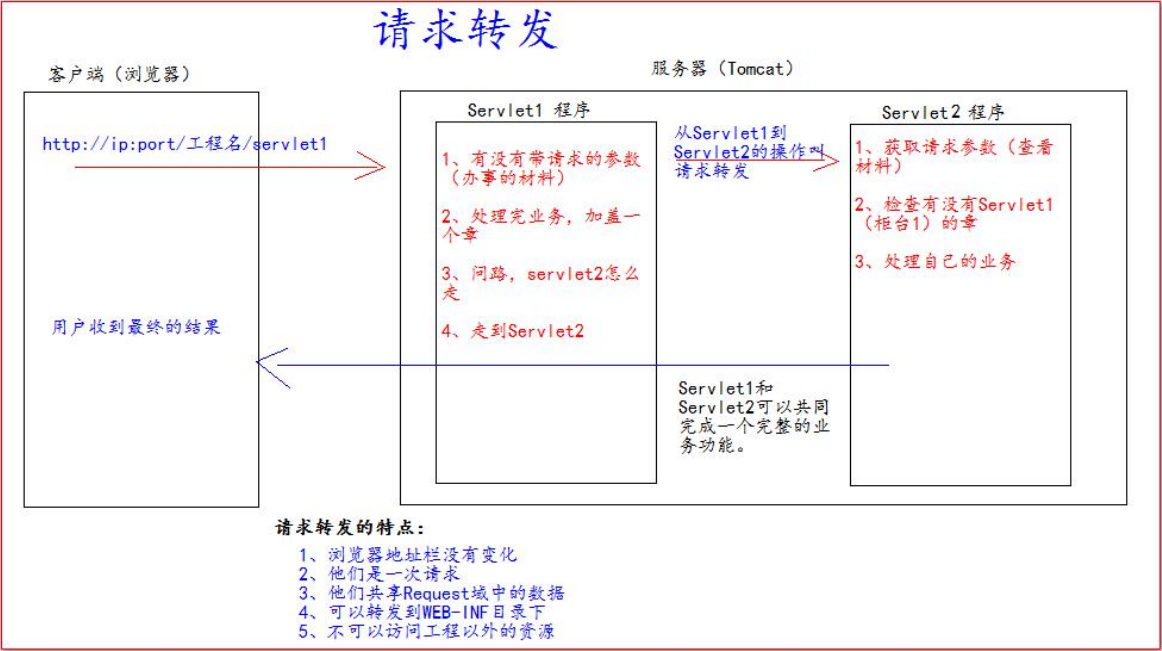 请求转发
客户端（浏览器）
服务器（Tomcat）
http://ip:port/工程名/servlet1
用户收到最终的结果
Servlet1 程序
1、有没有带请求的参数
（办事的材料）
2、处理完业务，加盖一
个章
3、问路，servlet2怎么
走
4、走到Servlet2
从Servlet1到
Servlet2的操作叫
请求转发
Servlet2 程序
1、获取请求参数（查看
材料）
2、检查有没有Servlet1
（柜台1）的章
3、处理自己的业务
Servlet1和
Servlet2可以共同
完成一个完整的业
务功能。
请求转发的特点：
1、浏览器地址栏没有变化
2、他们是一次请求
3、他们共享Request域中的数据
4、可以转发到WEB-INF目录下
5、不可以访问工程以外的资源